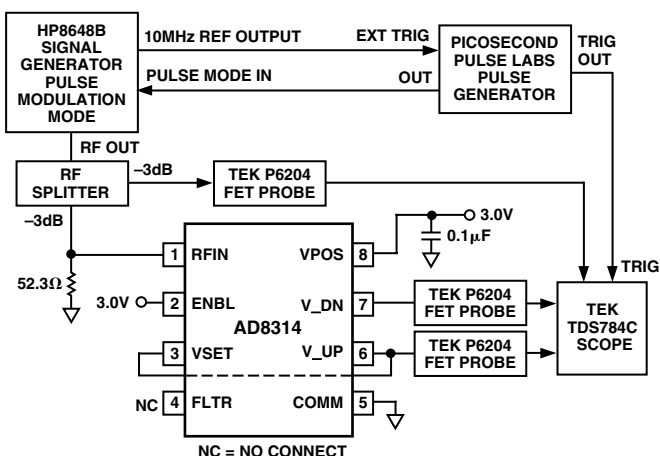 HP8648B
SIGNAL
GENERATOR
PULSE
MODULATION
MODE
10MHz REF OUTPUT
EXT TRIG
PULSE MODE IN
OUT
PICOSECOND
PULSE LABS
PULSE
GENERATOR
TRIG
OUT
RF OUT
RF
SPLITTER
–3dB
–3dB
TEK P6204
FET PROBE
3.0V
0.1μF
52.3Ω
3.0V
1 RFIN
2 ENBL
3 VSET
4 FLTR
NC
AD8314
VPOS 8
V_DN 7
V_UP 6
COMM 5
TEK P6204
FET PROBE
TEK P6204
FET PROBE
TRIG
TEK
TDS784C
SCOPE
NC = NO CONNECT